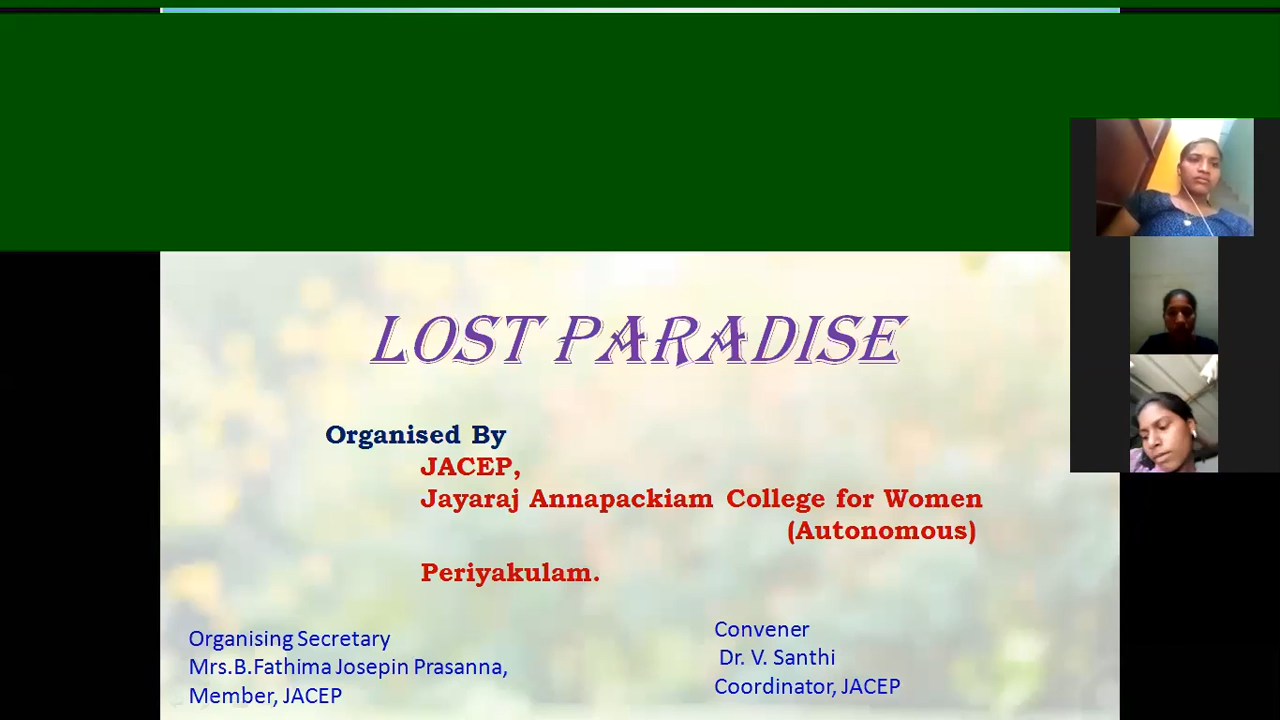 LOST PARADISE
Organised By
JACEP,
Jayaraj Annapackiam College for Women
(Autonomous)
Periyakulam.
Organising Secretary
Mrs.B.Fathima Josepin Prasanna,
Member, JACEP
Convener
Dr. V. Santhi
Coordinator, JACEP